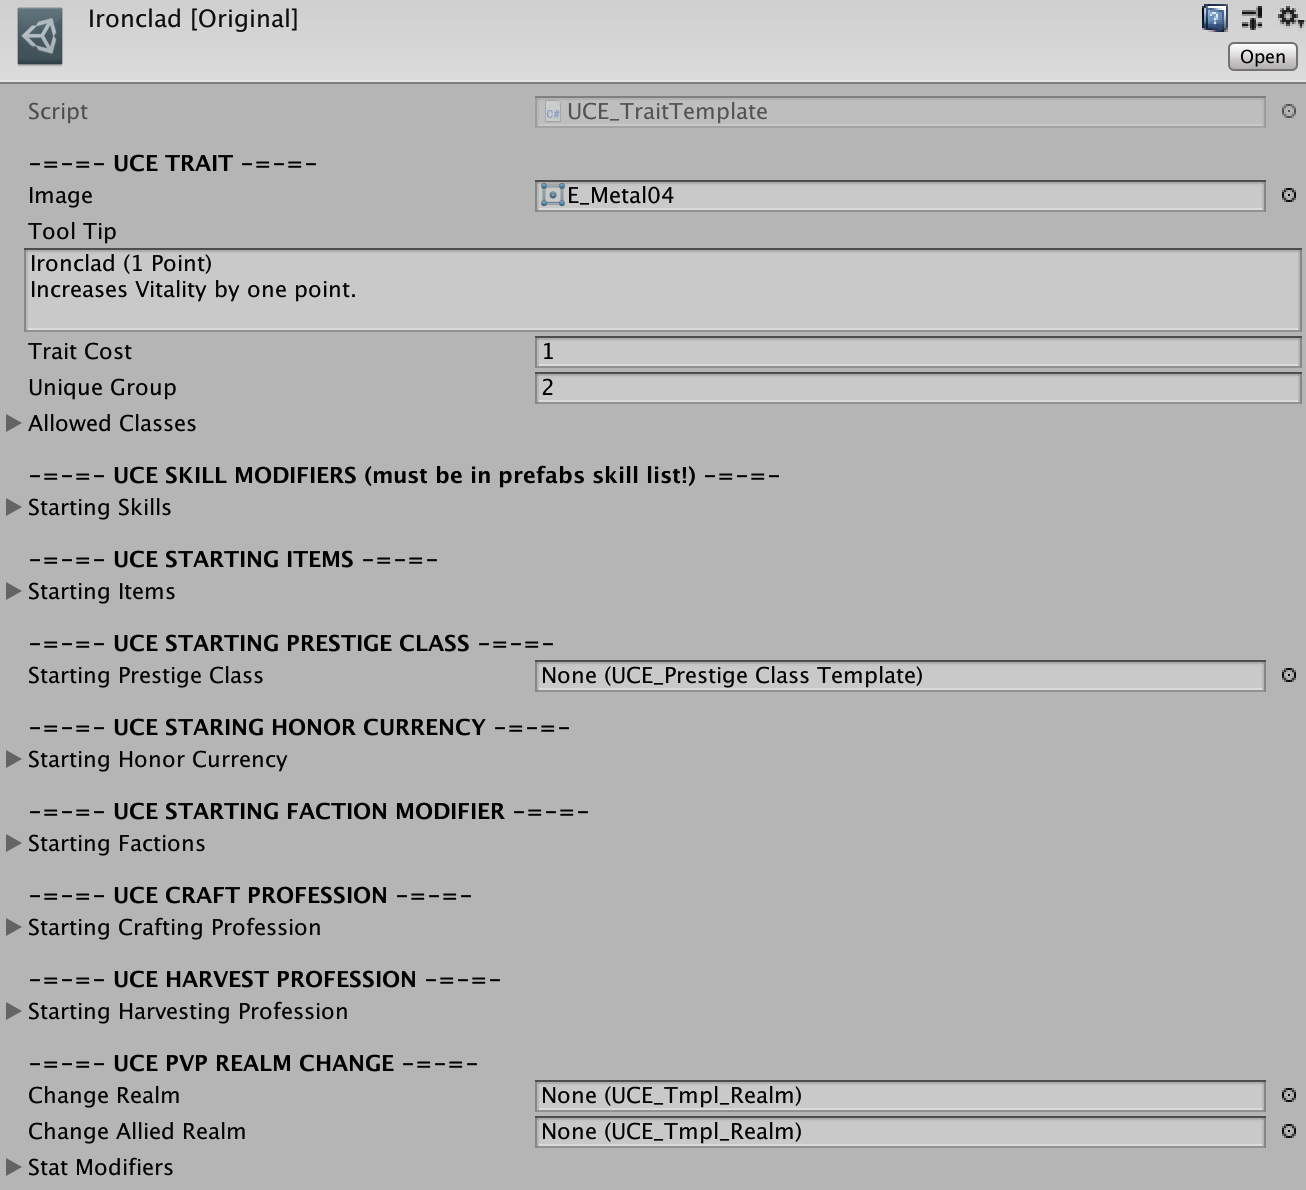 Ironclad [Original]
Open
Script UCE_TraitTemplate
-=-=- UCE TRAIT -=-=-
Image E_Metal04
Tool Tip
Ironclad (1 Point)
Increases Vitality by one point.
Trait Cost 1
Unique Group 2
Allowed Classes
-=-=- UCE SKILL MODIFIERS (must be in prefabs skill list!) -=-=-
Starting Skills
-=-=- UCE STARTING ITEMS -=-=-
Starting Items
-=-=- UCE STARTING PRESTIGE CLASS -=-=-
Starting Prestige Class None (UCE_Prestige Class Template)
-=-=- UCE STARING HONOR CURRENCY -=-=-
Starting Honor Currency
-=-=- UCE STARTING FACTION MODIFIER -=-=-
Starting Factions
-=-=- UCE CRAFT PROFESSION -=-=-
Starting Crafting Profession
-=-=- UCE HARVEST PROFESSION -=-=-
Starting Harvesting Profession
-=-=- UCE PVP REALM CHANGE -=-=-
Change Realm None (UCE_Tmpl_Realm)
Change Allied Realm None (UCE_Tmpl_Realm)
Stat Modifiers